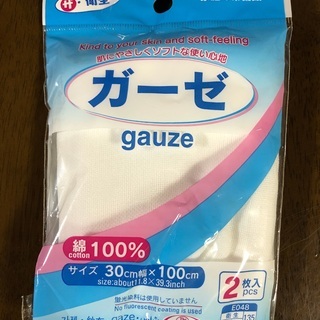 ・衛生
Kind to your skin and soft-feeling
肌にやさしくソフトな使い心地
ガーゼ
gauze
綿 100%
cotton
サイズ 30cm幅×100cm
size:about11.8×39.3inch
2枚入
pcs
蛍光染料は使用していません
No fluorescent coating is used
E048